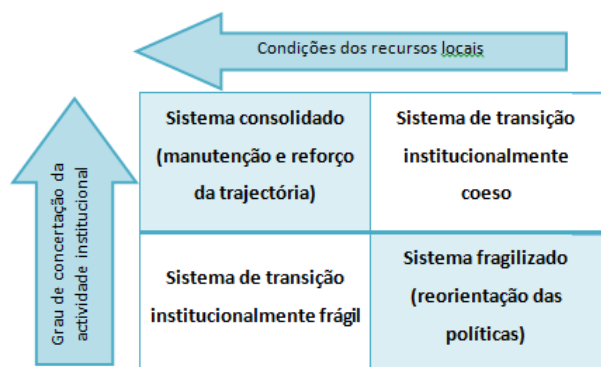 Condições dos recursos locais
Grau de concertação da
actividade institucional
Sistema consolidado
(manutenção e reforço
da trajectória)
Sistema de transição
institucionalmente
coeso
Sistema de transição
institucionalmente frágil
Sistema fragilizado
(reorientação das
políticas)